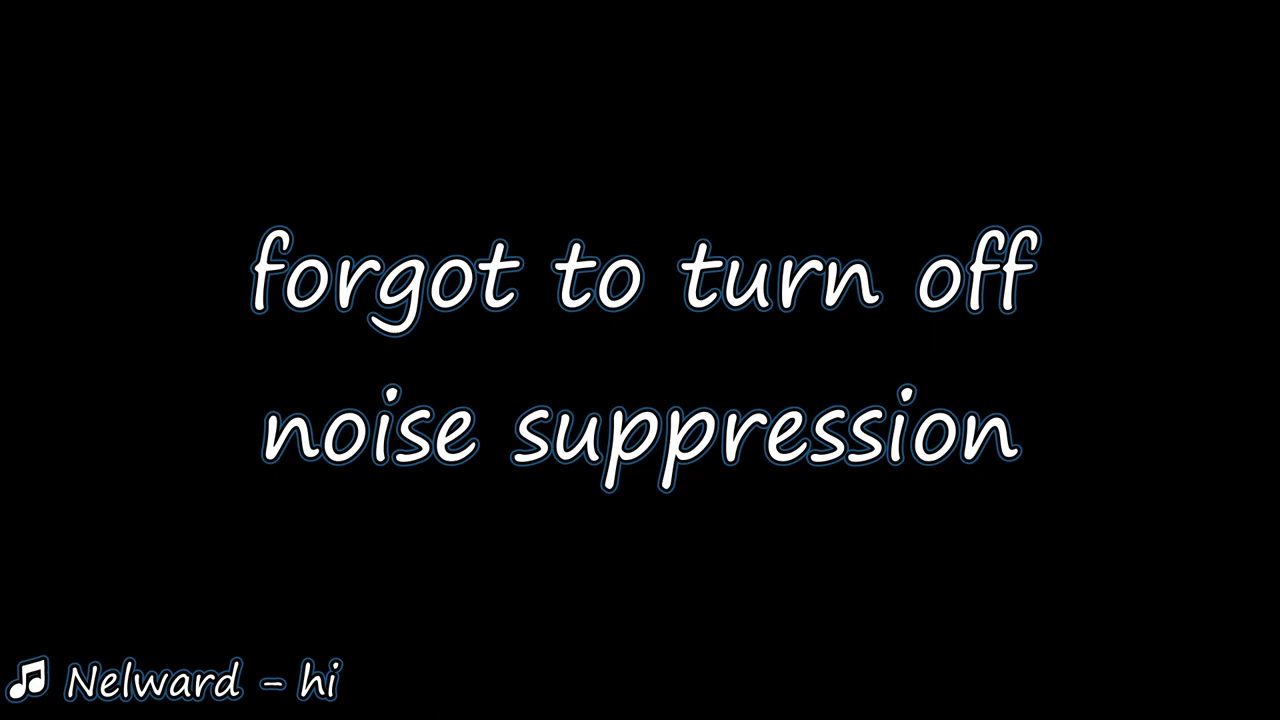 forgot to turn off
noise suppression
♫ Nelward - hi